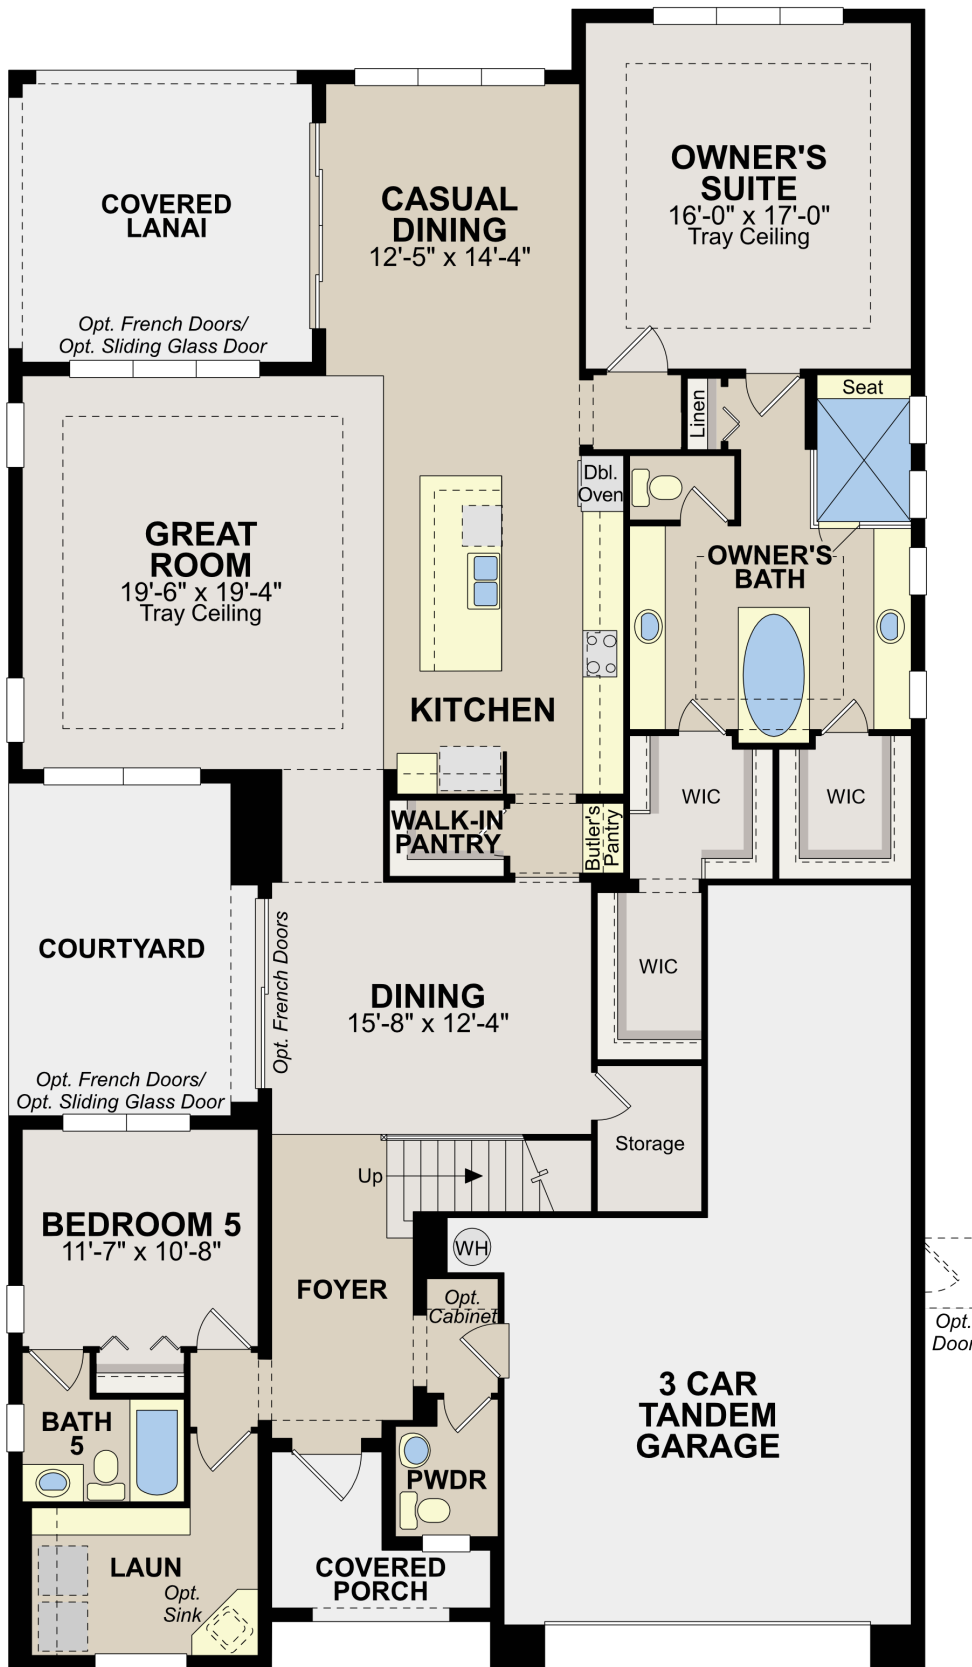 OWNER'S
SUITE
16'-0" x 17'-0"
Tray Ceiling
COVERED
LANAI
CASUAL
DINING
12'-5" x 14'-4"
Opt. French Doors/
Opt. Sliding Glass Door
Linen
Seat
Dbl.
Oven
GREAT
ROOM
19'-6" x 19'-4"
Tray Ceiling
OWNER'S
BATH
KITCHEN
WIC
WIC
WALK-IN
PANTRY
Butler's
Pantry
COURTYARD
Opt. French Doors
DINING
15'-8" x 12'-4"
WIC
Opt. French Doors/
Opt. Sliding Glass Door
Storage
Up
BEDROOM 5
11'-7" x 10'-8"
WH
FOYER
Opt.
Cabinet
Opt.
Door
3 CAR
TANDEM
GARAGE
BATH
5
PWDR
LAUN
Opt.
Sink
COVERED
PORCH